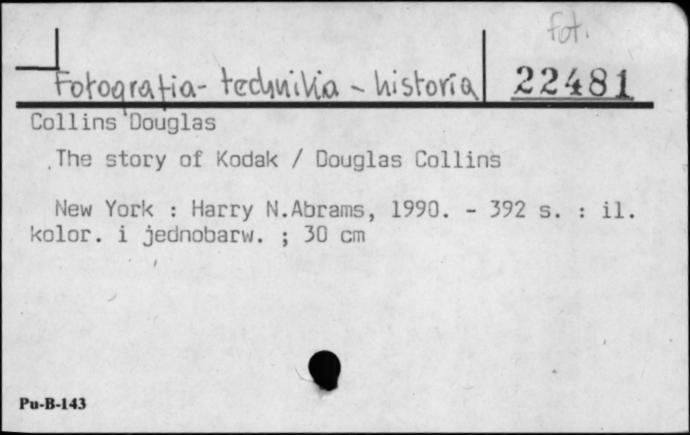 fot.
Fotografia- technika - historia
22481
Collins Douglas
The story of Kodak / Douglas Collins
New York : Harry N.Abrams, 1990. - 392 s. : il.
kolor. i jednobarw. ; 30 cm
Pu-B-143